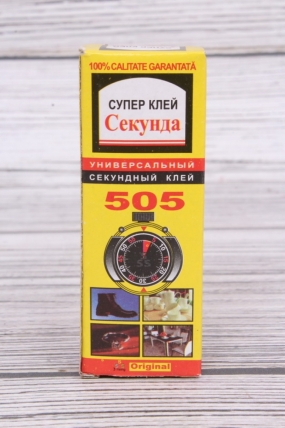 100% CALITATE GARANTATĂ
СУПЕР КЛЕЙ
Секунда
УНИВЕРСАЛЬНЫЙ
СЕКУНДНЫЙ КЛЕЙ
505
Original